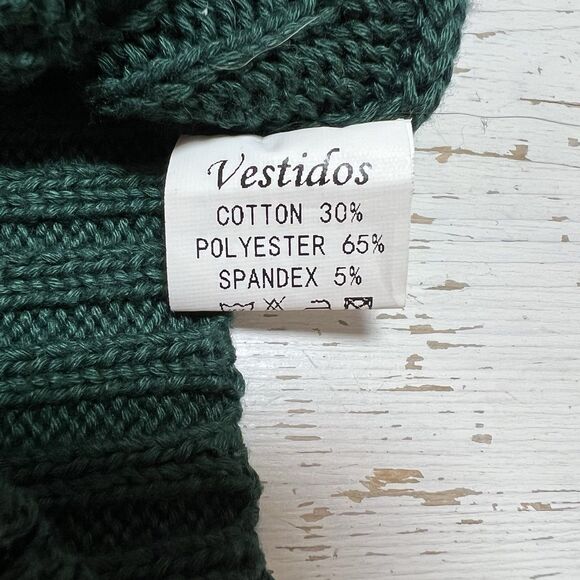 Vestidos
COTTON 30%
POLYESTER 65%
SPANDEX 5%